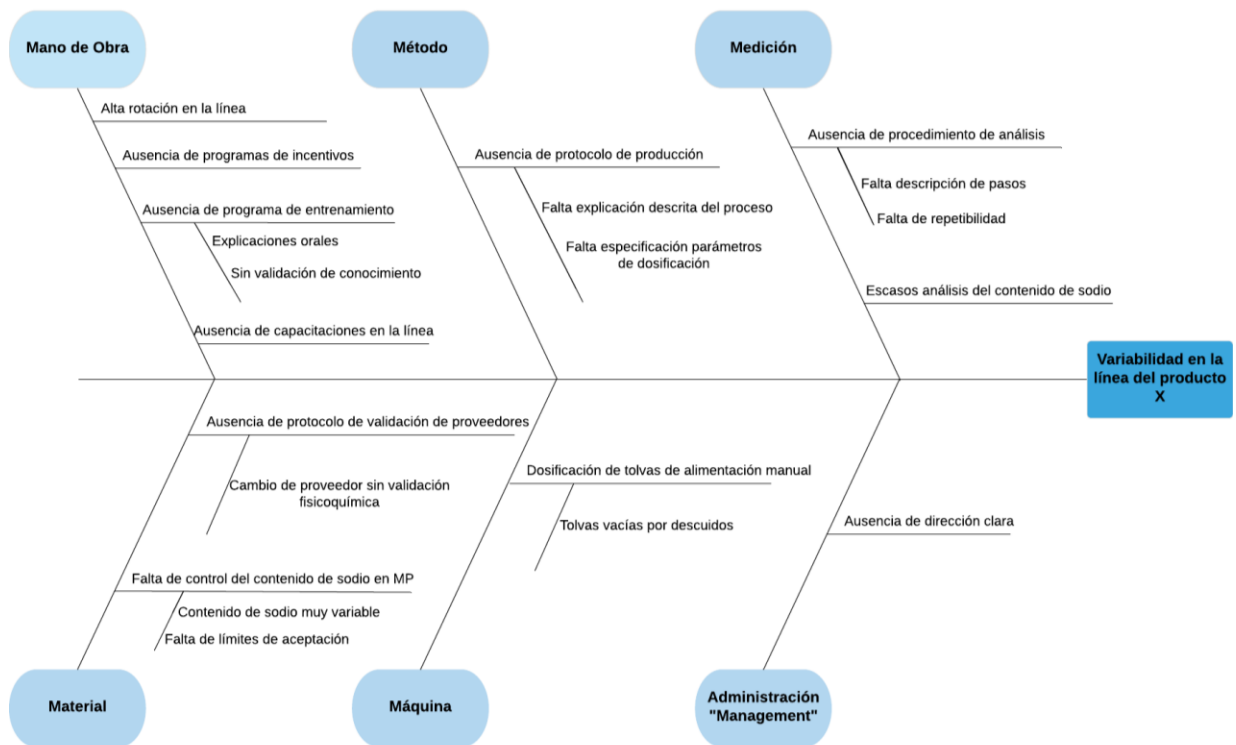 Mano de Obra
Método
Medición
Alta rotación en la línea
Ausencia de programas de incentivos
Ausencia de programa de entrenamiento
Explicaciones orales
Sin validación de conocimiento
Ausencia de capacitaciones en la línea
Ausencia de protocolo de producción
Falta explicación descrita del proceso
Falta especificación parámetros
de dosificación
Ausencia de procedimiento de análisis
Falta descripción de pasos
Falta de repetibilidad
Escasos análisis del contenido de sodio
Variabilidad en la
línea del producto
X
Ausencia de protocolo de validación de proveedores
Cambio de proveedor sin validación
fisicoquímica
Falta de control del contenido de sodio en MP
Contenido de sodio muy variable
Falta de límites de aceptación
Dosificación de tolvas de alimentación manual
Tolvas vacías por descuidos
Ausencia de dirección clara
Material
Máquina
Administración
"Management"